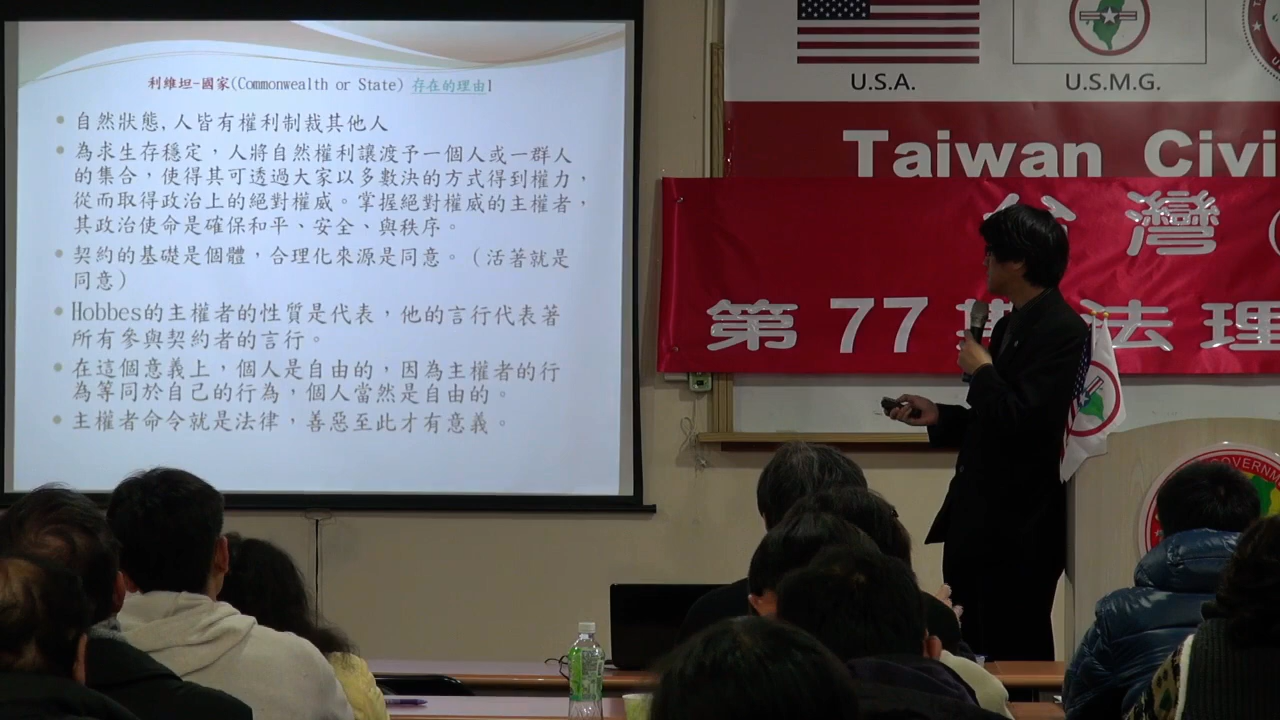 利維坦-國家(Commonwealth or State) 存在的理由1
• 自然狀態,人皆有權利制裁其他人
• 為求生存穩定，人將自然權利讓渡予一個人或一群人
的集合，使得其可透過大家以多數決的方式得到權力，
從而取得政治上的絕對權威。掌握絕對權威的主權者，
其政治使命是確保和平、安全、與秩序。
• 契約的基礎是個體，合理化來源是同意。（活著就是
同意）
• Hobbes的主權者的性質是代表，他的言行代表著
所有參與契約者的言行。
• 在這個意義上，個人是自由的，因為主權者的行
為等同於自己的行為，個人當然是自由的。
• 主權者命令就是法律，善惡至此才有意義。
U.S.A.
U.S.M.G.
Taiwan Civi
台灣
第77期法理
GOVERNM